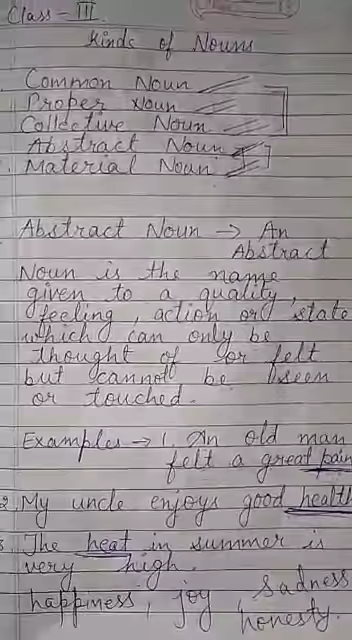 Class - III
Kinds of Nouns
Common Noun
Proper Noun
Collective Noun
Abstract Noun
Material Noun
Abstract Noun → An
Abstract
Noun is the name
given to a quality,
feeling, action or state
which can only be
thought of or felt
but cannot be seen
or touched.
Examples → 1. An old man
felt a great pain
2. My uncle enjoys good health
3 The heat in summer is
very high.
happiness, joy, sadness
honesty.